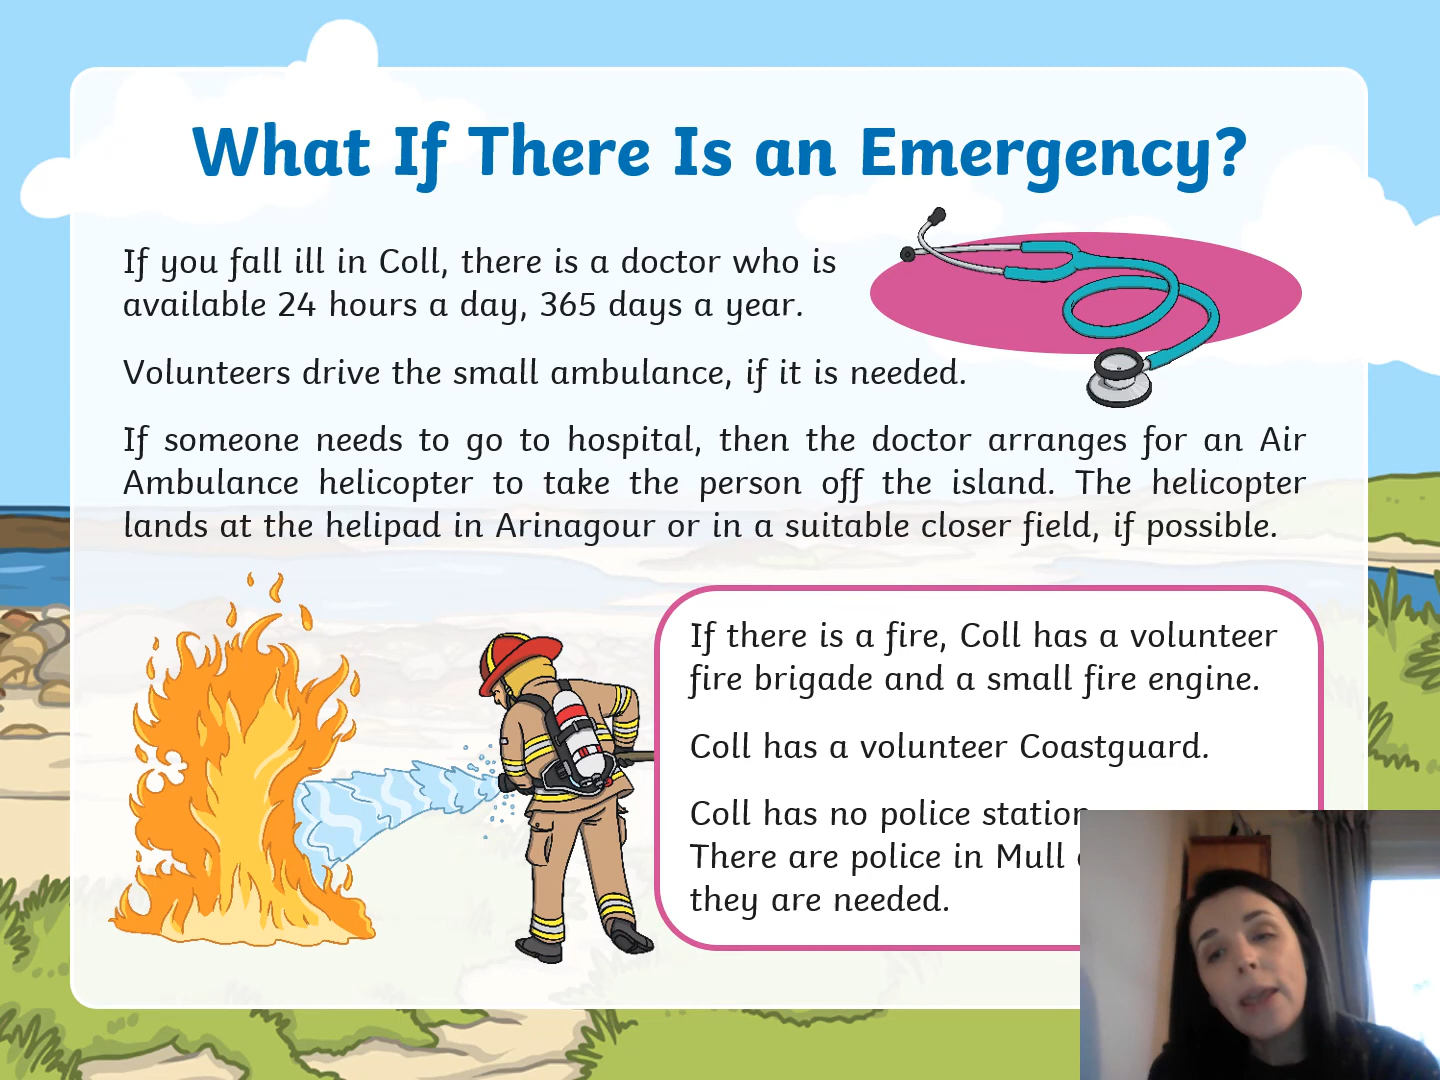 What If There Is an Emergency?
If you fall ill in Coll, there is a doctor who is
available 24 hours a day, 365 days a year.
Volunteers drive the small ambulance, if it is needed.
If someone needs to go to hospital, then the doctor arranges for an Air
Ambulance helicopter to take the person off the island. The helicopter
lands at the helipad in Arinagour or in a suitable closer field, if possible.
If there is a fire, Coll has a volunteer
fire brigade and a small fire engine.
Coll has a volunteer Coastguard.
Coll has no police station
There are police in Mull
they are needed.